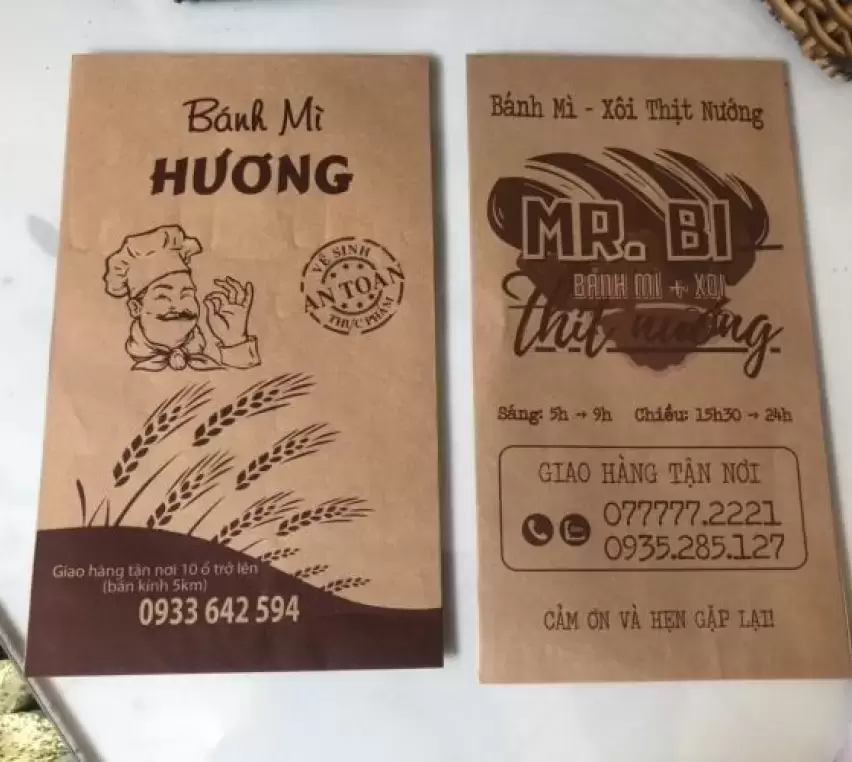 Bánh Mì
HƯƠNG
VỆ SINH
AN TOÀN
THỰC PHẨM
Giao hàng tận nơi 10 ổ trở lên
(bán kính 5km)
0933 642 594
Bánh Mì - Xôi Thịt Nướng
MR. BI
BÁNH MI + XOI
thịt nướng
Sáng: 5h → 9h Chiều: 15h30 → 24h
GIAO HÀNG TẬN NƠI
077777.2221
0935.285.127
CẢM ƠN VÀ HẸN GẶP LẠI!